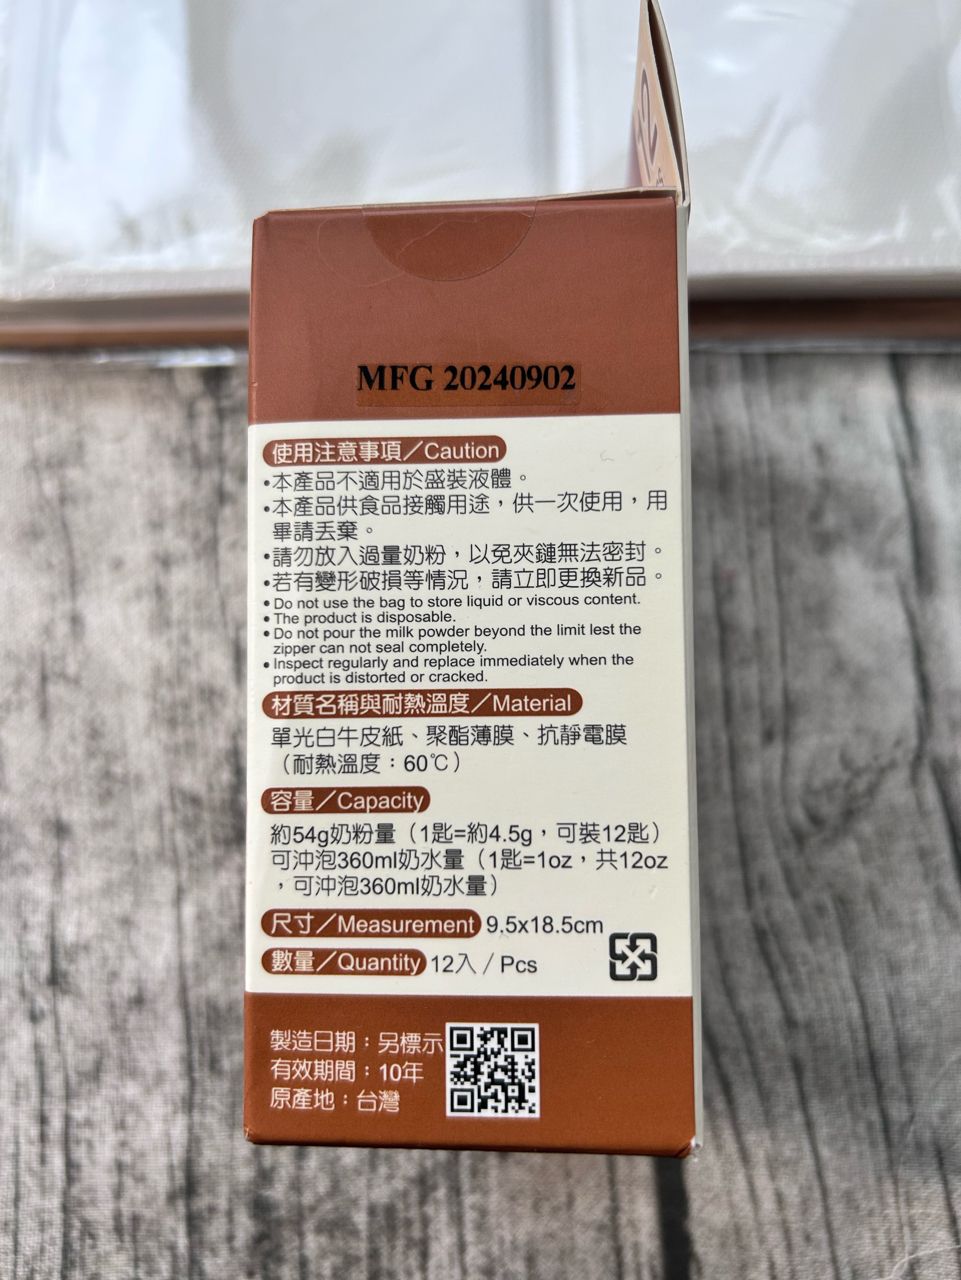 MFG 20240902
使用注意事項／Caution
•本產品不適用於盛裝液體。
•本產品供食品接觸用途，供一次使用，用
畢請丟棄。
•請勿放入過量奶粉，以免夾鏈無法密封。
•若有變形破損等情況，請立即更換新品。
• Do not use the bag to store liquid or viscous content.
• The product is disposable.
• Do not pour the milk powder beyond the limit lest the
zipper can not seal completely.
• Inspect regularly and replace immediately when the
product is distorted or cracked.
材質名稱與耐熱溫度／Material
單光白牛皮紙、聚酯薄膜、抗靜電膜
（耐熱溫度：60℃）
容量／Capacity
約54g奶粉量（1匙=約4.5g，可裝12匙）
可沖泡360ml奶水量（1匙=1oz，共12oz
，可沖泡360ml奶水量）
尺寸／Measurement 9.5x18.5cm
數量／Quantity 12入 / Pcs
製造日期：另標示
有效期間：10年
原產地：台灣